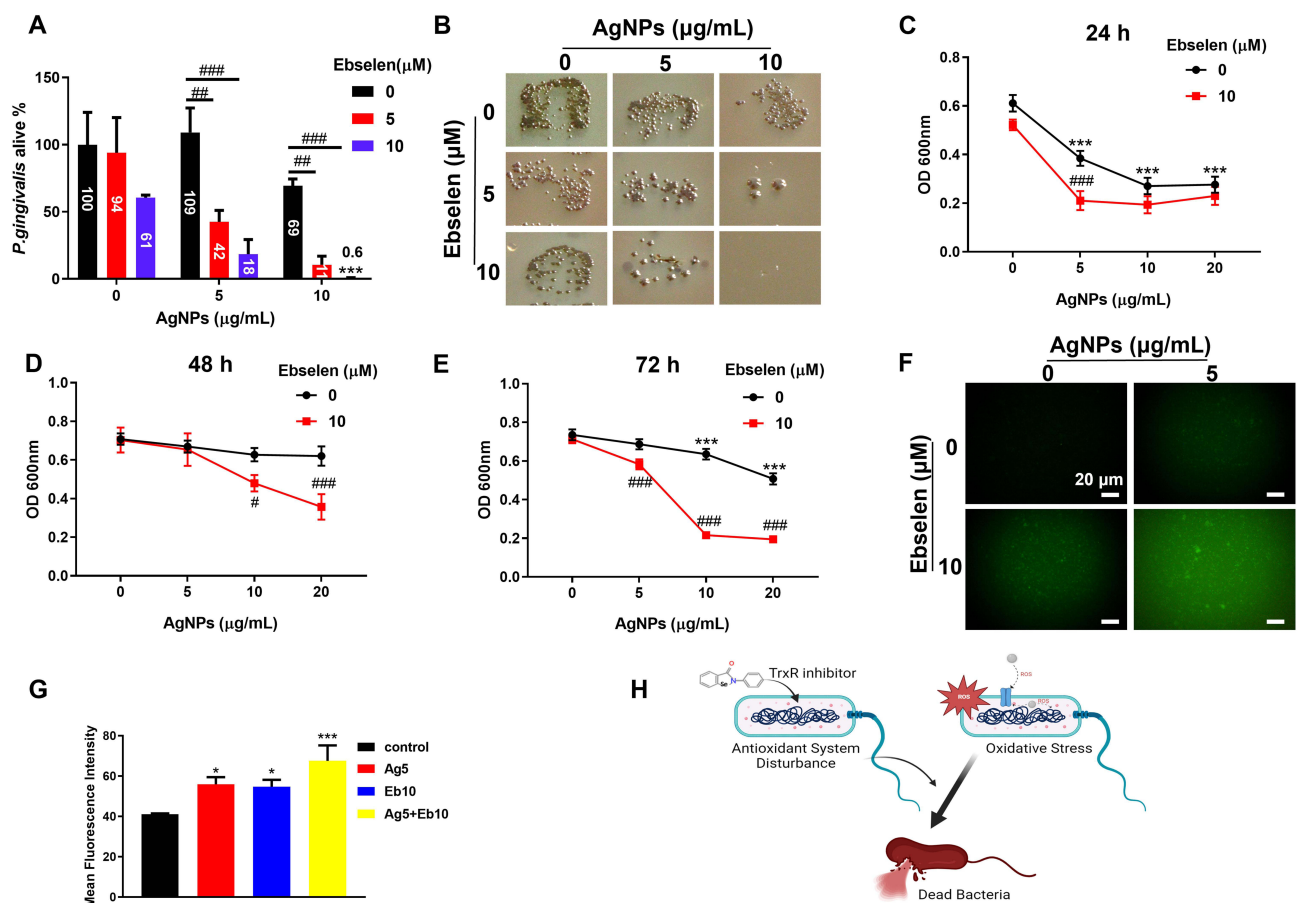 A
Ebselen(μM)
0
5
10
P.gingivalis alive %
150
100
50
0
###
##
###
##
100
94
61
109
42
18
69
11
0.6
***
0
5
10
AgNPs (μg/mL)
B
AgNPs (μg/mL)
0
5
10
Ebselen (μM)
0
5
10
C
24 h
Ebselen (μM)
0
10
OD 600nm
0.8
0.6
0.4
0.2
0.0
***
***
***
###
0
5
10
20
AgNPs (μg/mL)
D
48 h
Ebselen (μM)
0
10
OD 600nm
1.0
0.8
0.6
0.4
0.2
0.0
#
###
0
5
10
20
AgNPs (μg/mL)
E
72 h
Ebselen (μM)
0
10
OD 600nm
1.0
0.8
0.6
0.4
0.2
0.0
***
***
###
###
###
0
5
10
20
AgNPs (μg/mL)
F
AgNPs (μg/mL)
0
5
Ebselen (μM)
0
10
20 μm
G
Mean Fluorescence Intensity
80
60
40
20
0
*
*
***
control
Ag5
Eb10
Ag5+Eb10
H
O
Se
N
TrxR inhibitor
Antioxidant System
Disturbance
ROS
ROS
ROS
Oxidative Stress
Dead Bacteria